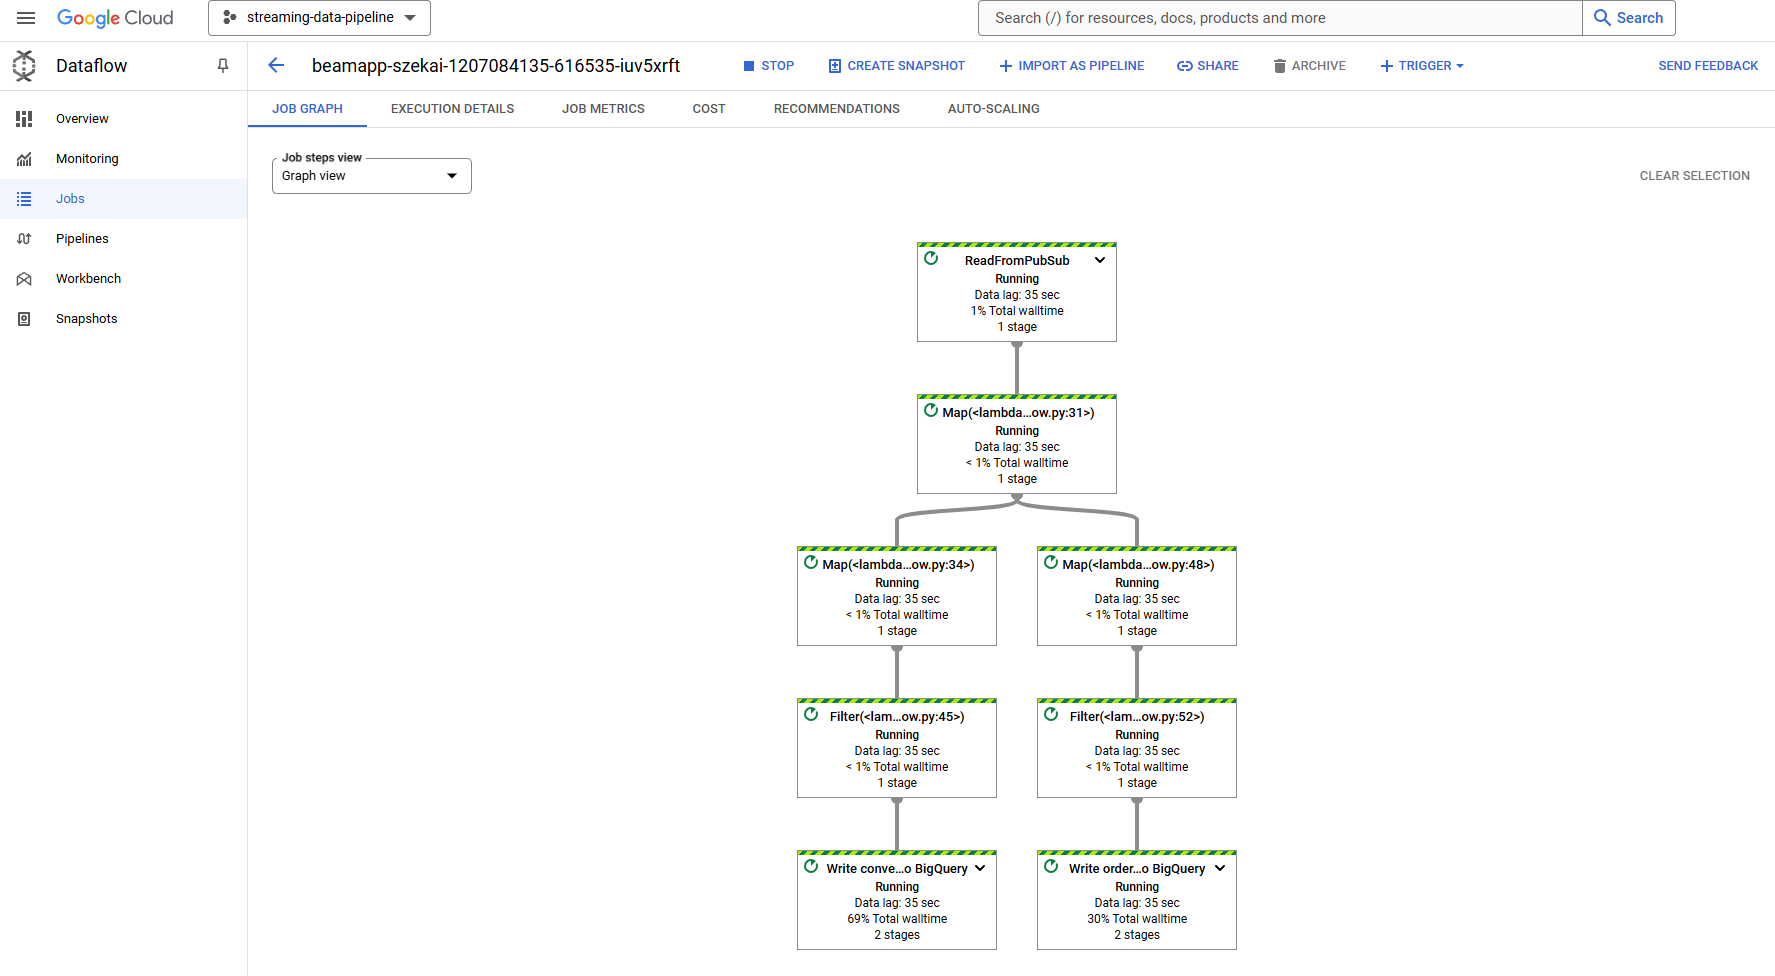 Google Cloud
streaming-data-pipeline
Search (/) for resources, docs, products and more
Search
Dataflow
beamapp-szekai-1207084135-616535-iuv5xrft
STOP
CREATE SNAPSHOT
IMPORT AS PIPELINE
SHARE
ARCHIVE
TRIGGER
SEND FEEDBACK
Overview
Monitoring
Jobs
Pipelines
Workbench
Snapshots
JOB GRAPH
EXECUTION DETAILS
JOB METRICS
COST
RECOMMENDATIONS
AUTO-SCALING
Job steps view
Graph view
CLEAR SELECTION
ReadFromPubSub
Running
Data lag: 35 sec
1% Total walltime
1 stage
Map(<lambda...ow.py:31>)
Running
Data lag: 35 sec
< 1% Total walltime
1 stage
Map(<lambda...ow.py:34>)
Running
Data lag: 35 sec
< 1% Total walltime
1 stage
Map(<lambda...ow.py:48>)
Running
Data lag: 35 sec
< 1% Total walltime
1 stage
Filter(<lam...ow.py:45>)
Running
Data lag: 35 sec
< 1% Total walltime
1 stage
Filter(<lam...ow.py:52>)
Running
Data lag: 35 sec
< 1% Total walltime
1 stage
Write conve...o BigQuery
Running
Data lag: 35 sec
69% Total walltime
2 stages
Write order...o BigQuery
Running
Data lag: 35 sec
30% Total walltime
2 stages